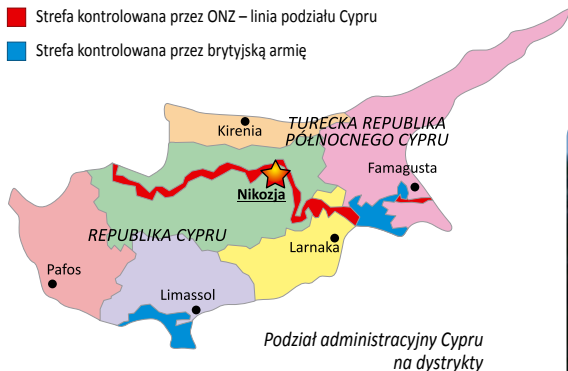 Strefa kontrolowana przez ONZ – linia podziału Cypru
Strefa kontrolowana przez brytyjską armię
Kirenia
TURECKA REPUBLIKA
PÓŁNOCNEGO CYPRU
Famagusta
Nikozja
REPUBLIKA CYPRU
Larnaka
Pafos
Limassol
Podział administracyjny Cypru
na dystrykty